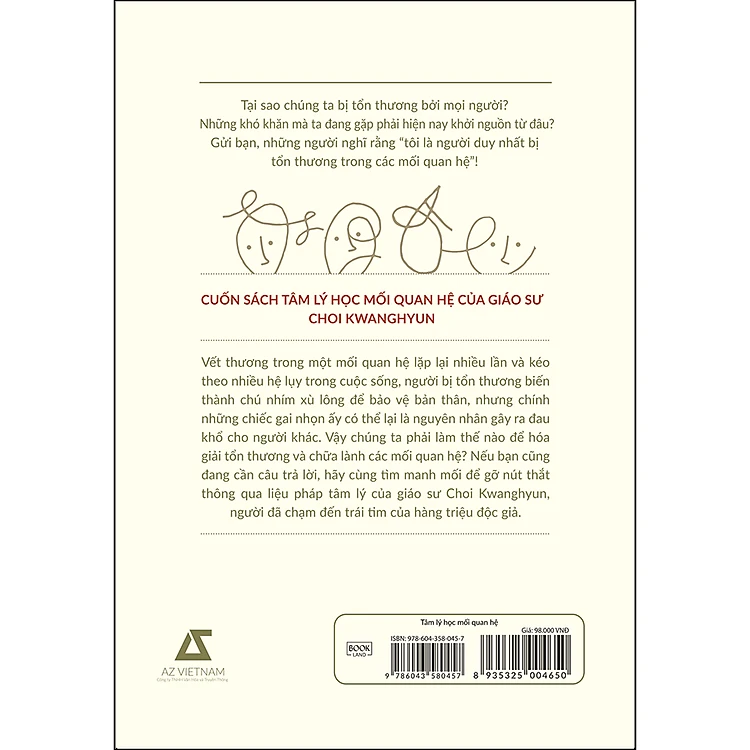 Tại sao chúng ta bị tổn thương bởi mọi người?
Những khó khăn mà ta đang gặp phải hiện nay khởi nguồn từ đâu?
Gửi bạn, những người nghĩ rằng “tôi là người duy nhất bị
tổn thương trong các mối quan hệ”!
CUỐN SÁCH TÂM LÝ HỌC MỐI QUAN HỆ CỦA GIÁO SƯ
CHOI KWANGHYUN
Vết thương trong một mối quan hệ lặp lại nhiều lần và kéo
theo nhiều hệ lụy trong cuộc sống, người bị tổn thương biến
thành chú nhím xù lông để bảo vệ bản thân, nhưng chính
những chiếc gai nhọn ấy có thể lại là nguyên nhân gây ra đau
khổ cho người khác. Vậy chúng ta phải làm thế nào để hóa
giải tổn thương và chữa lành các mối quan hệ? Nếu bạn cũng
đang cần câu trả lời, hãy cùng tìm manh mối để gỡ nút thắt
thông qua liệu pháp tâm lý của giáo sư Choi Kwanghyun,
người đã chạm đến trái tim của hàng triệu độc giả.
AZ VIETNAM
Công ty TNHH Văn Hóa và Truyền Thông
Tâm lý học mối quan hệ
ISBN: 978-604-358-045-7
Giá: 98.000 VNĐ
BOOK
LAND
9 786043 580457
8 935325 004650